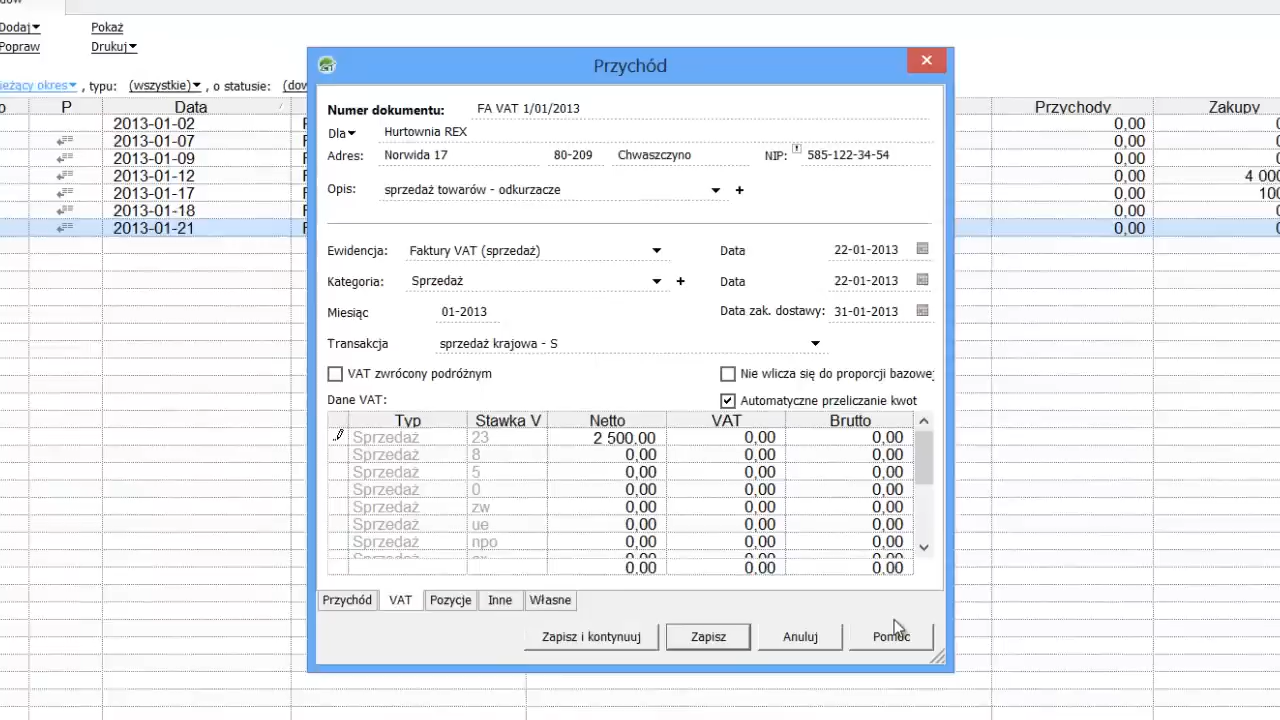 Dodaj Pokaż
Popraw Drukuj
eżący okres , typu: (wszystkie) , o statusie: (dow
P Data Przychody Zakupy
2013-01-02 0,00
2013-01-07 0,00
2013-01-09 0,00
2013-01-12 0,00 4 000
2013-01-17 0,00 100
2013-01-18 0,00
2013-01-21 0,00
Przychód
Numer dokumentu: FA VAT 1/01/2013
Dla Hurtownia REX
Adres: Norwida 17 80-209 Chwaszczyno NIP: 585-122-34-54
Opis: sprzedaż towarów - odkurzacze +
Ewidencja: Faktury VAT (sprzedaż) Data 22-01-2013
Kategoria: Sprzedaż + Data 22-01-2013
Miesiąc 01-2013 Data zak. dostawy: 31-01-2013
Transakcja sprzedaż krajowa - S
VAT zwrócony podróżnym Nie wlicza się do proporcji bazowej
Dane VAT: Automatyczne przeliczanie kwot
Typ Stawka V Netto VAT Brutto
Sprzedaż 23 2 500,00 0,00 0,00
Sprzedaż 8 0,00 0,00 0,00
Sprzedaż 5 0,00 0,00 0,00
Sprzedaż 0 0,00 0,00 0,00
Sprzedaż zw 0,00 0,00 0,00
Sprzedaż ue 0,00 0,00 0,00
Sprzedaż npo 0,00 0,00 0,00
0,00 0,00 0,00
Przychód VAT Pozycje Inne Własne
Zapisz i kontynuuj Zapisz Anuluj Pomoc